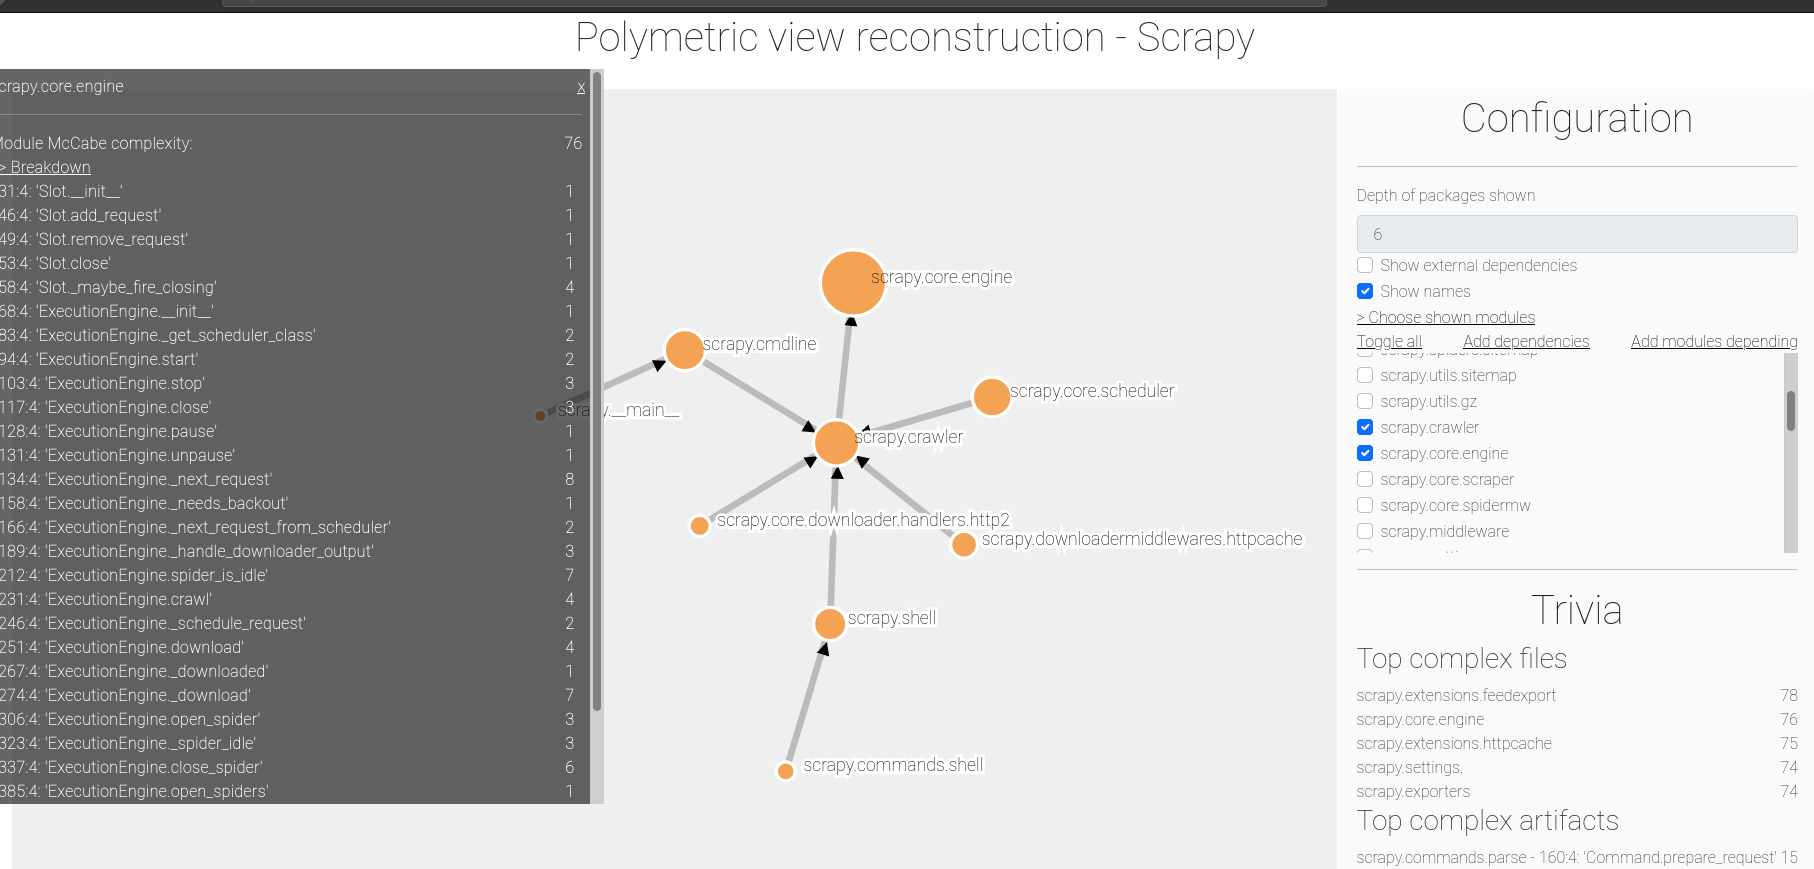 Polymetric view reconstruction - Scrapy
crapy.core.engine x
Module McCabe complexity: 76
> Breakdown
31:4: 'Slot.__init__' 1
46:4: 'Slot.add_request' 1
49:4: 'Slot.remove_request' 1
53:4: 'Slot.close' 1
58:4: 'Slot._maybe_fire_closing' 4
68:4: 'ExecutionEngine.__init__' 1
83:4: 'ExecutionEngine._get_scheduler_class' 2
94:4: 'ExecutionEngine.start' 2
103:4: 'ExecutionEngine.stop' 3
117:4: 'ExecutionEngine.close' 3
128:4: 'ExecutionEngine.pause' 1
131:4: 'ExecutionEngine.unpause' 1
134:4: 'ExecutionEngine._next_request' 8
158:4: 'ExecutionEngine._needs_backout' 1
166:4: 'ExecutionEngine._next_request_from_scheduler' 2
189:4: 'ExecutionEngine._handle_downloader_output' 3
212:4: 'ExecutionEngine.spider_is_idle' 7
231:4: 'ExecutionEngine.crawl' 4
246:4: 'ExecutionEngine._schedule_request' 2
251:4: 'ExecutionEngine.download' 4
267:4: 'ExecutionEngine._downloaded' 1
274:4: 'ExecutionEngine._download' 7
306:4: 'ExecutionEngine.open_spider' 3
323:4: 'ExecutionEngine._spider_idle' 3
337:4: 'ExecutionEngine.close_spider' 6
385:4: 'ExecutionEngine.open_spiders' 1
scrapy.core.engine
scrapy.cmdline
scrapy.core.scheduler
scrapy.__main__
scrapy.crawler
scrapy.core.downloader.handlers.http2
scrapy.downloadermiddlewares.httpcache
scrapy.shell
scrapy.commands.shell
Configuration
Depth of packages shown
6
Show external dependencies
Show names
> Choose shown modules
Toggle all Add dependencies Add modules depending
scrapy.spiders.sitemap
scrapy.utils.sitemap
scrapy.utils.gz
scrapy.crawler
scrapy.core.engine
scrapy.core.scraper
scrapy.core.spidermw
scrapy.middleware
Trivia
Top complex files
scrapy.extensions.feedexport 78
scrapy.core.engine 76
scrapy.extensions.httpcache 75
scrapy.settings. 74
scrapy.exporters 74
Top complex artifacts
scrapy.commands.parse - 160:4: 'Command.prepare_request' 15